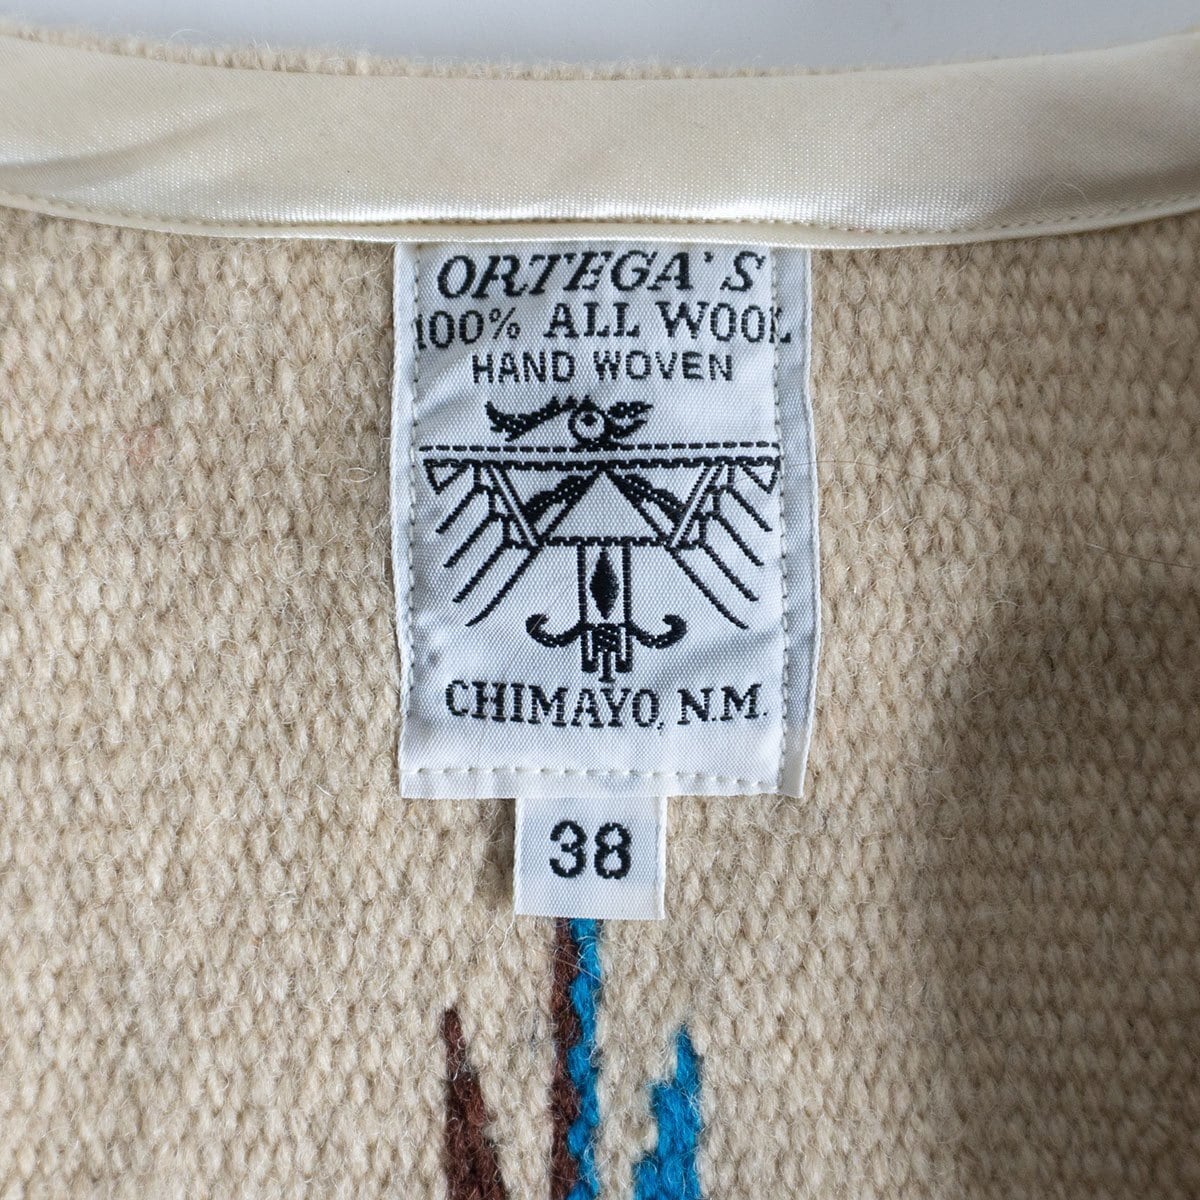 ORTEGA'S
100% ALL WOOL
HAND WOVEN
CHIMAYO, N.M.
38